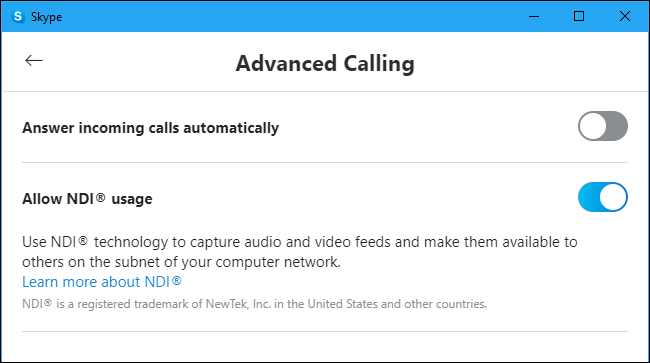 Skype
Advanced Calling
Answer incoming calls automatically
Allow NDI® usage
Use NDI® technology to capture audio and video feeds and make them available to
others on the subnet of your computer network.
Learn more about NDI®
NDI® is a registered trademark of NewTek, Inc. in the United States and other countries.